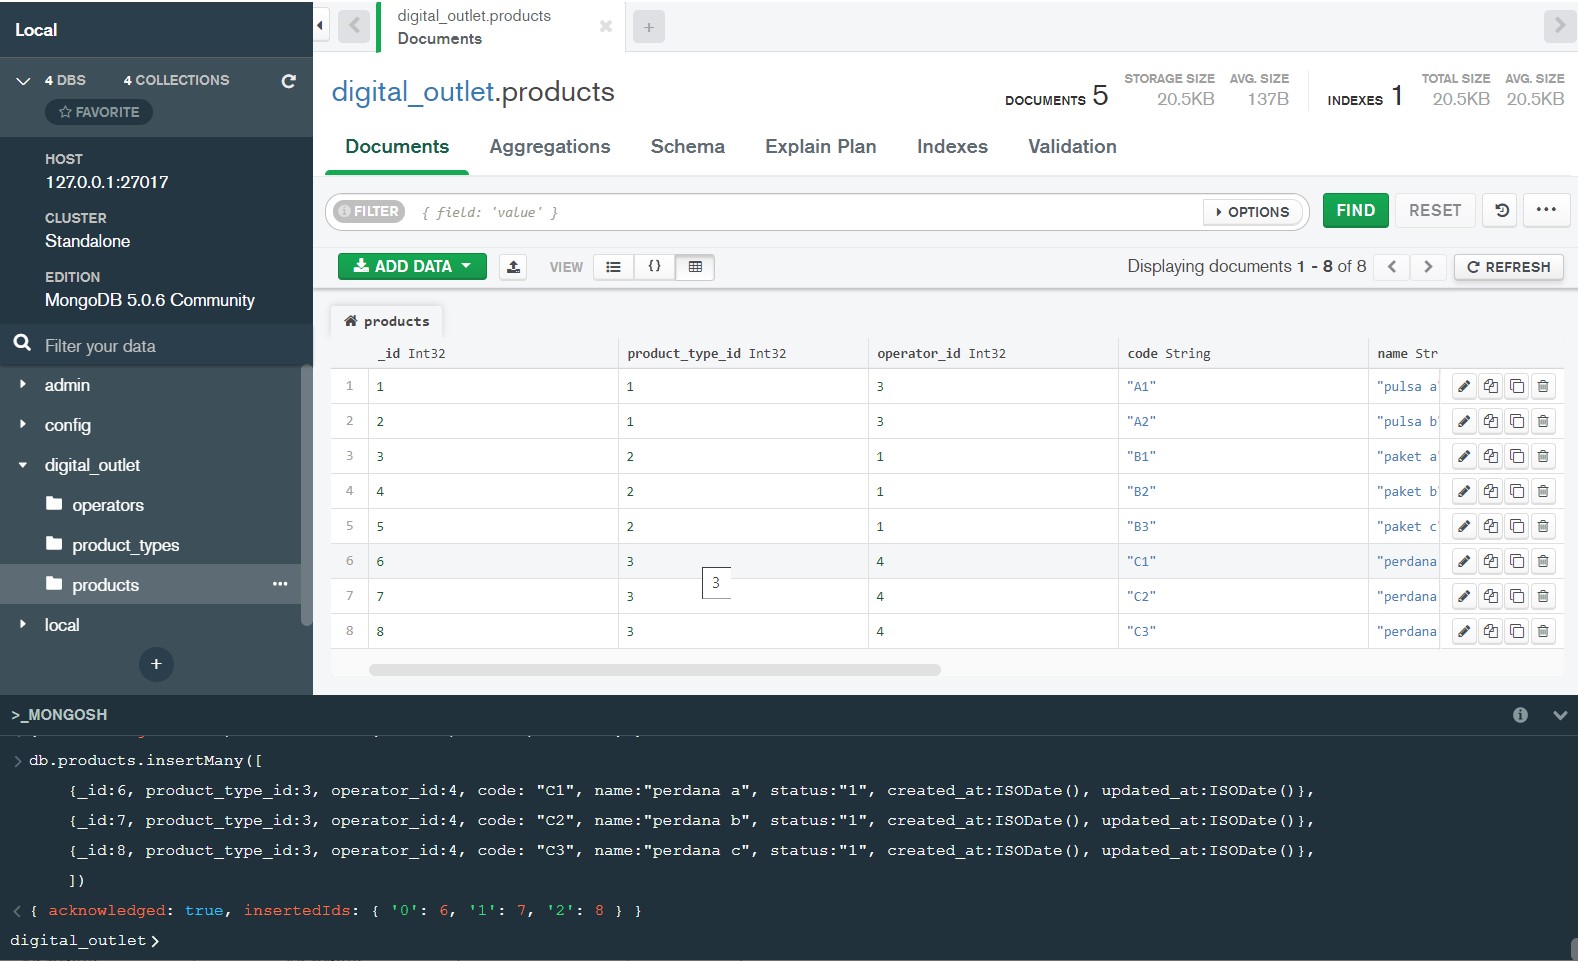 Local
4 DBS 4 COLLECTIONS
FAVORITE
HOST
127.0.0.1:27017
CLUSTER
Standalone
EDITION
MongoDB 5.0.6 Community
Filter your data
admin
config
digital_outlet
operators
product_types
products
local
+
digital_outlet.products
Documents
+
digital_outlet.products
DOCUMENTS 5
STORAGE SIZE
20.5KB
AVG. SIZE
137B
INDEXES 1
TOTAL SIZE
20.5KB
AVG. SIZE
20.5KB
Documents Aggregations Schema Explain Plan Indexes Validation
FILTER { field: 'value' } OPTIONS FIND RESET
ADD DATA VIEW {} Displaying documents 1 - 8 of 8 REFRESH
products
_id Int32 product_type_id Int32 operator_id Int32 code String name Str
1 1 1 3 "A1" "pulsa a"
2 2 1 3 "A2" "pulsa b"
3 3 2 1 "B1" "paket a"
4 4 2 1 "B2" "paket b"
5 5 2 1 "B3" "paket c"
6 6 3 4 "C1" "perdana
3
7 7 3 4 "C2" "perdana
8 8 3 4 "C3" "perdana
>_MONGOSH
> db.products.insertMany([
{_id:6, product_type_id:3, operator_id:4, code: "C1", name:"perdana a", status:"1", created_at:ISODate(), updated_at:ISODate()},
{_id:7, product_type_id:3, operator_id:4, code: "C2", name:"perdana b", status:"1", created_at:ISODate(), updated_at:ISODate()},
{_id:8, product_type_id:3, operator_id:4, code: "C3", name:"perdana c", status:"1", created_at:ISODate(), updated_at:ISODate()},
])
< { acknowledged: true, insertedIds: { '0': 6, '1': 7, '2': 8 } }
digital_outlet>